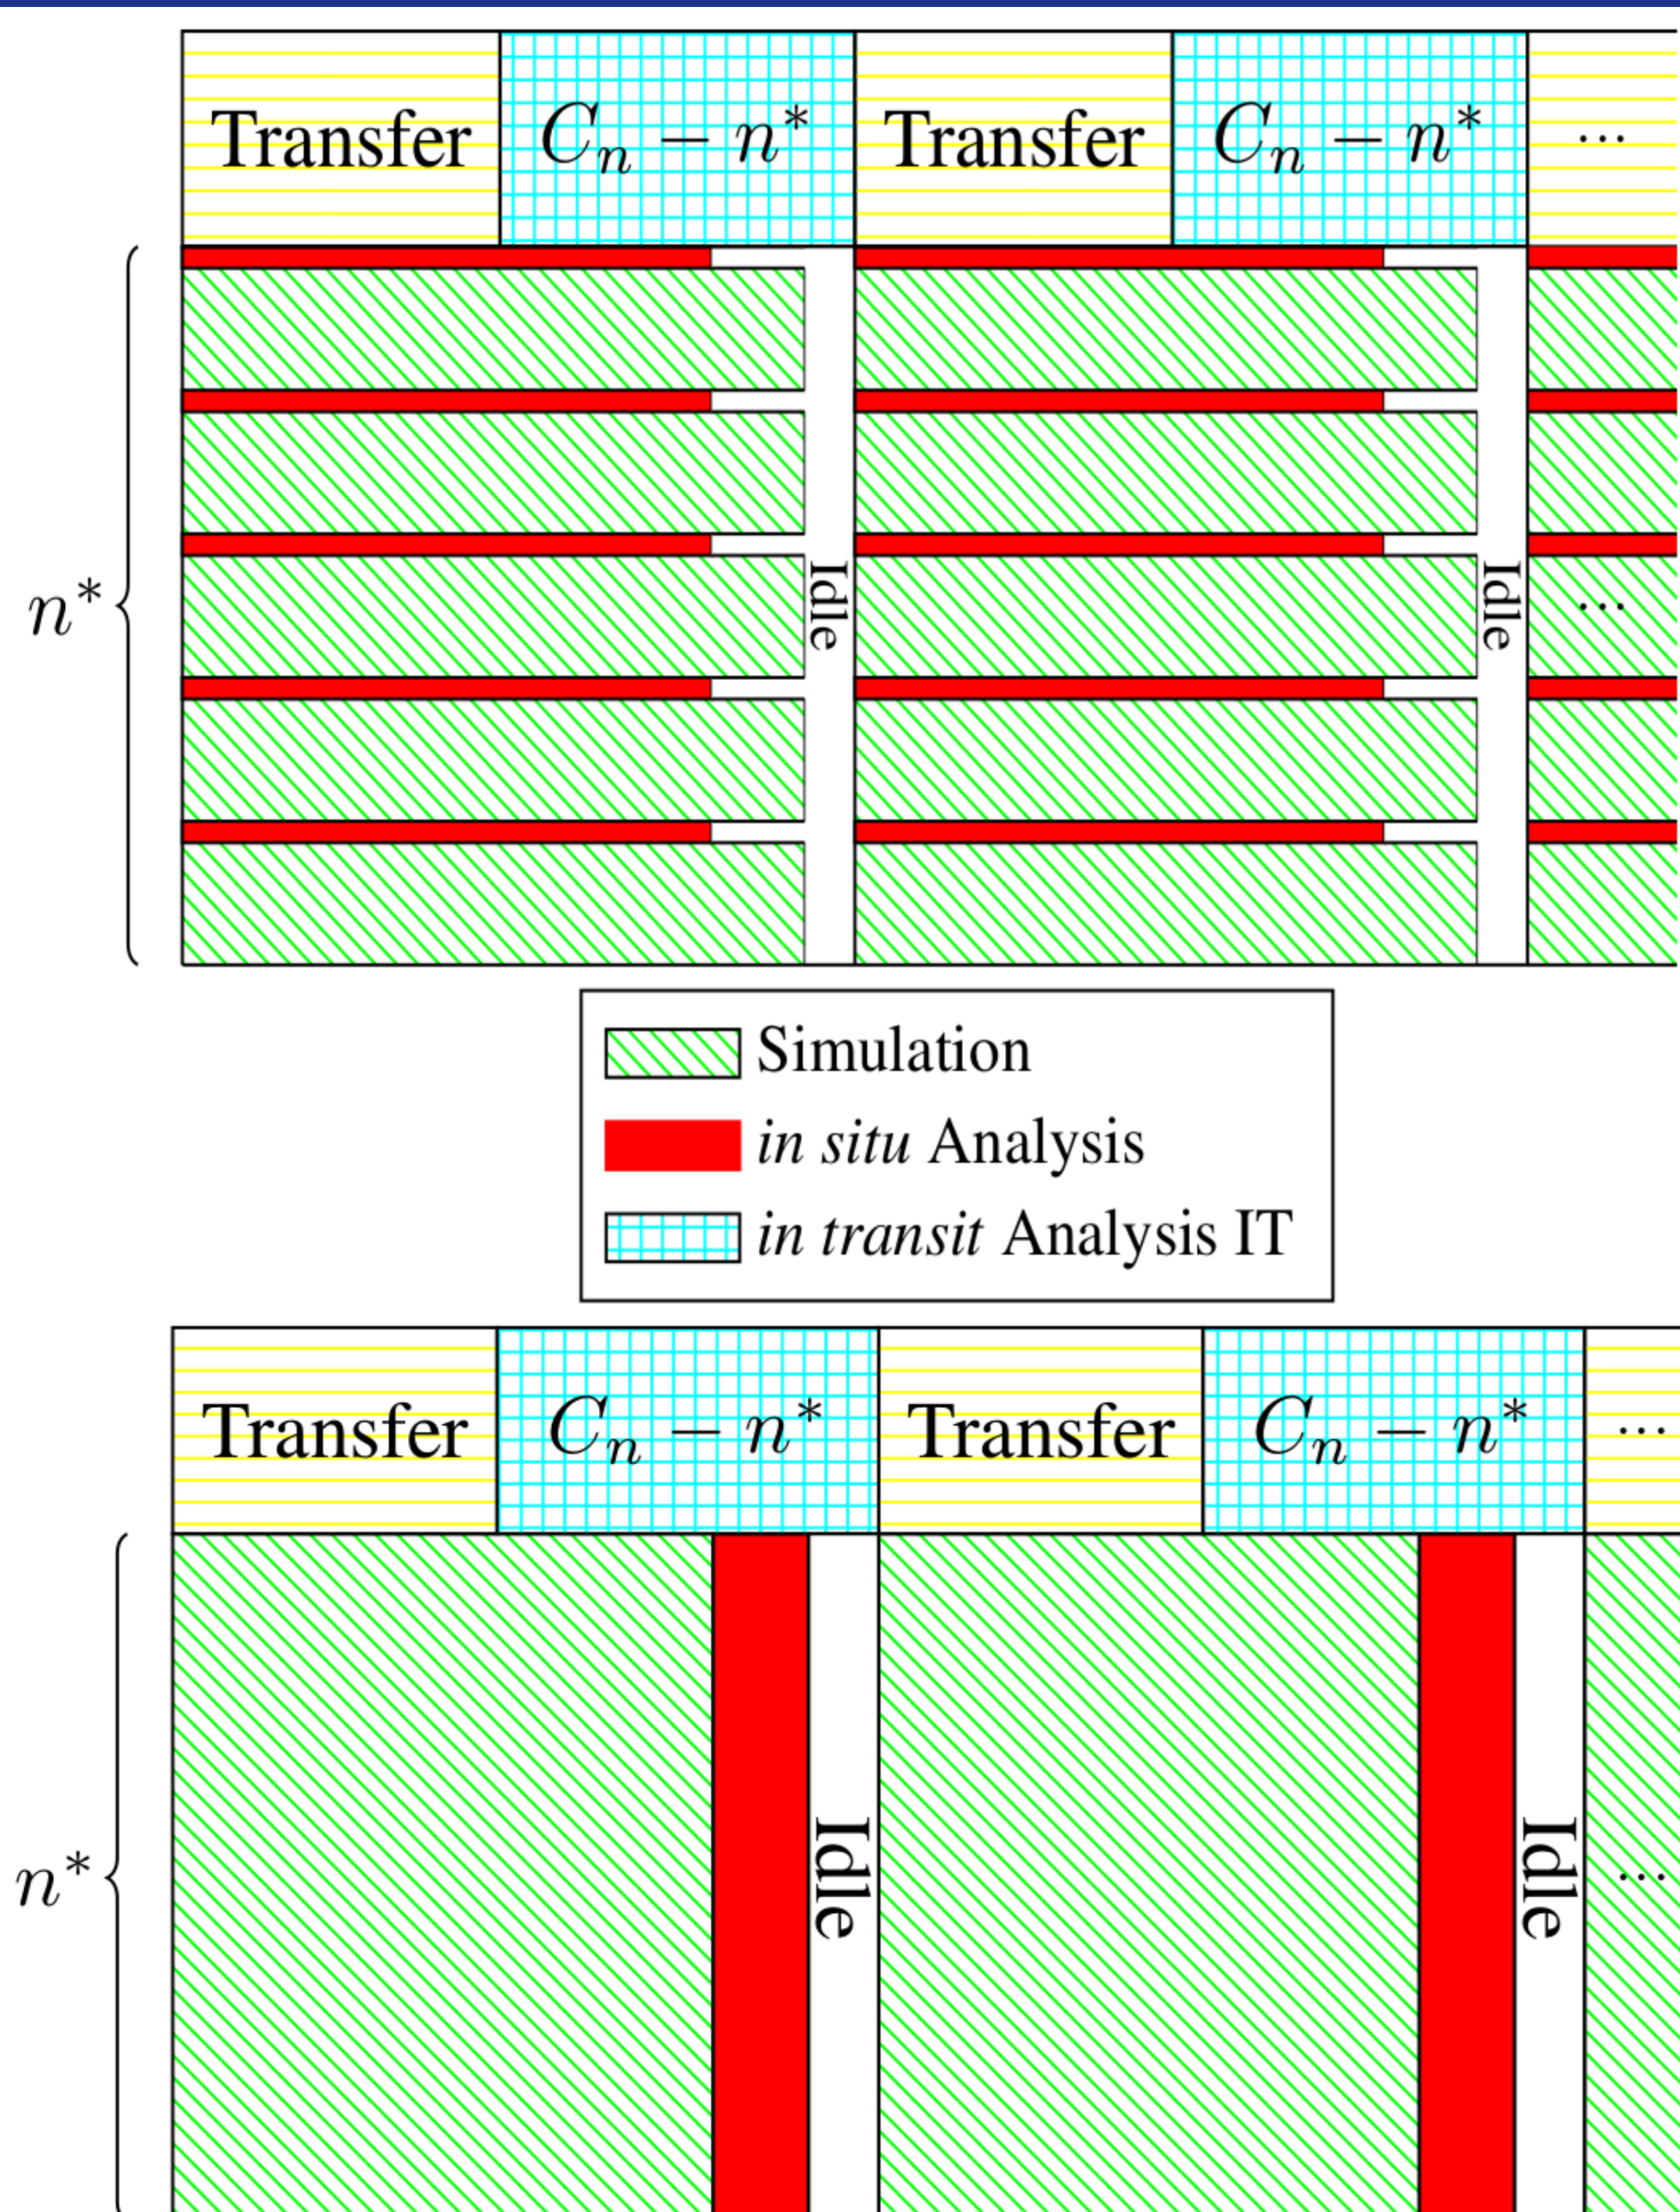 Transfer Cₙ − n* Transfer Cₙ − n* ...
n* Idle Idle ...
Simulation
in situ Analysis
in transit Analysis IT
Transfer Cₙ − n* Transfer Cₙ − n* ...
n* Idle Idle ...